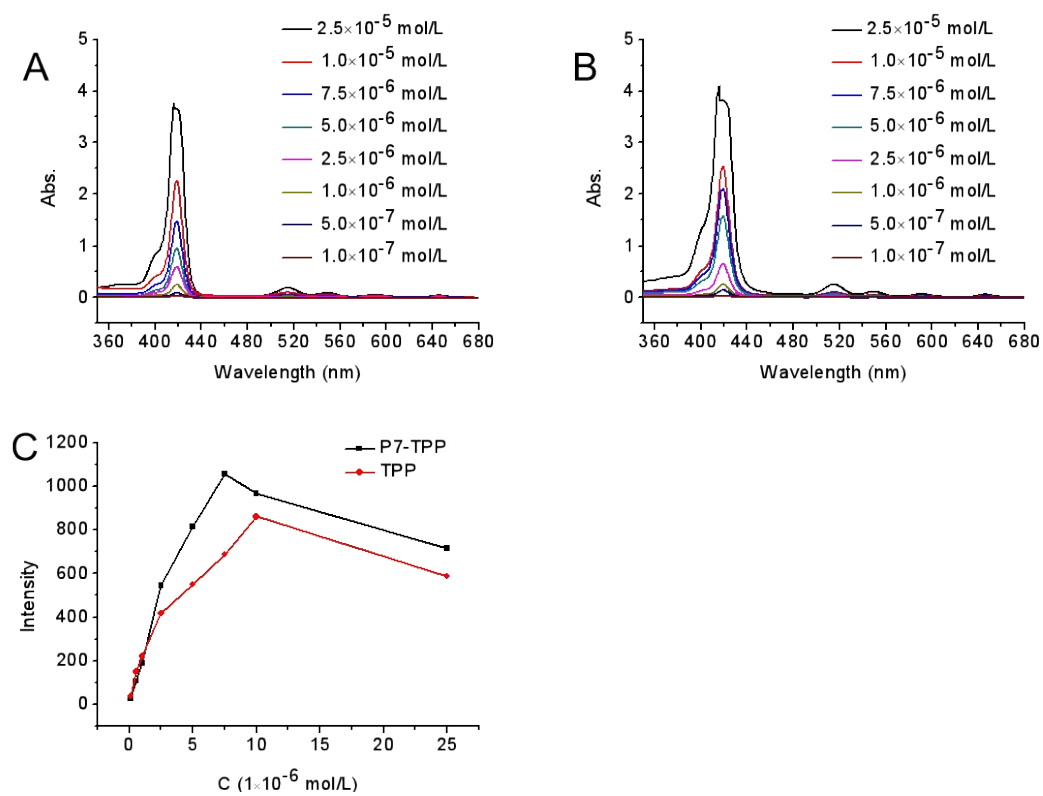 A
2.5×10⁻⁵ mol/L
1.0×10⁻⁵ mol/L
7.5×10⁻⁶ mol/L
5.0×10⁻⁶ mol/L
2.5×10⁻⁶ mol/L
1.0×10⁻⁶ mol/L
5.0×10⁻⁷ mol/L
1.0×10⁻⁷ mol/L
5
4
3
2
1
0
Abs.
360 400 440 480 520 560 600 640 680
Wavelength (nm)
B
2.5×10⁻⁵ mol/L
1.0×10⁻⁵ mol/L
7.5×10⁻⁶ mol/L
5.0×10⁻⁶ mol/L
2.5×10⁻⁶ mol/L
1.0×10⁻⁶ mol/L
5.0×10⁻⁷ mol/L
1.0×10⁻⁷ mol/L
5
4
3
2
1
0
Abs.
360 400 440 480 520 560 600 640 680
Wavelength (nm)
C
P7-TPP
TPP
1200
1000
800
600
400
200
0
Intensity
0 5 10 15 20 25
C (1×10⁻⁶ mol/L)